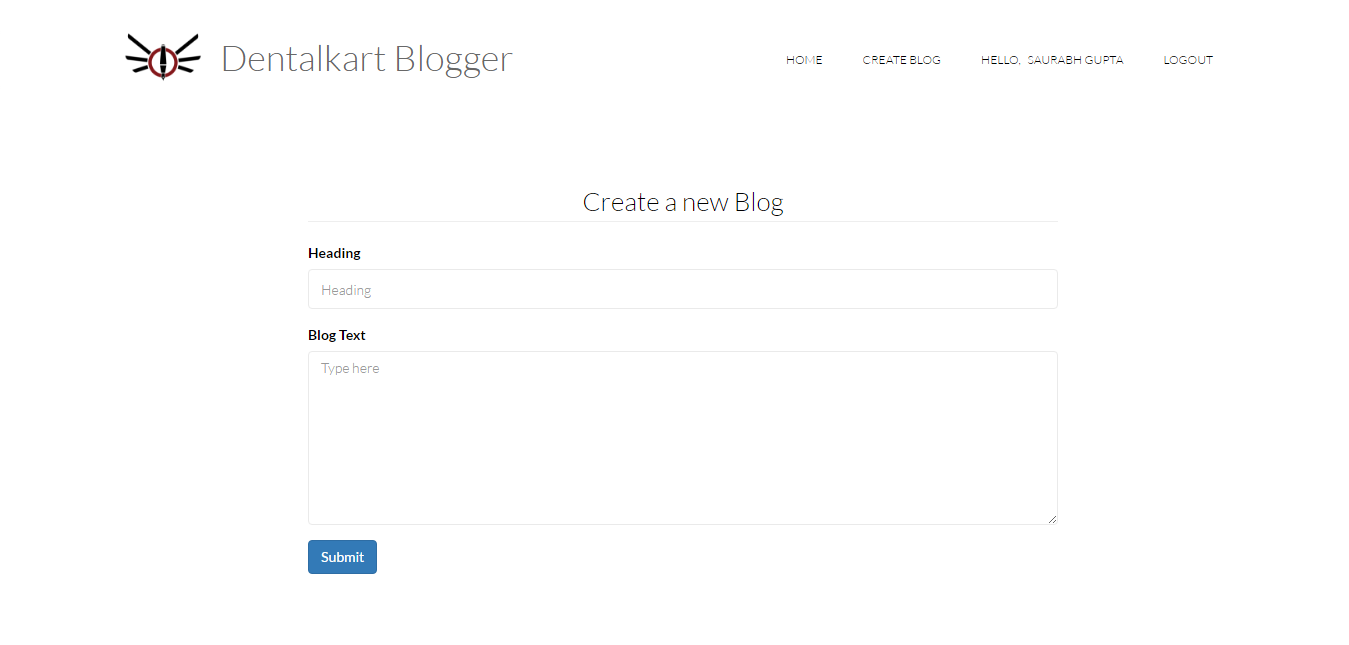 Dentalkart Blogger
HOME CREATE BLOG HELLO, SAURABH GUPTA LOGOUT
Create a new Blog
Heading
Heading
Blog Text
Type here
Submit